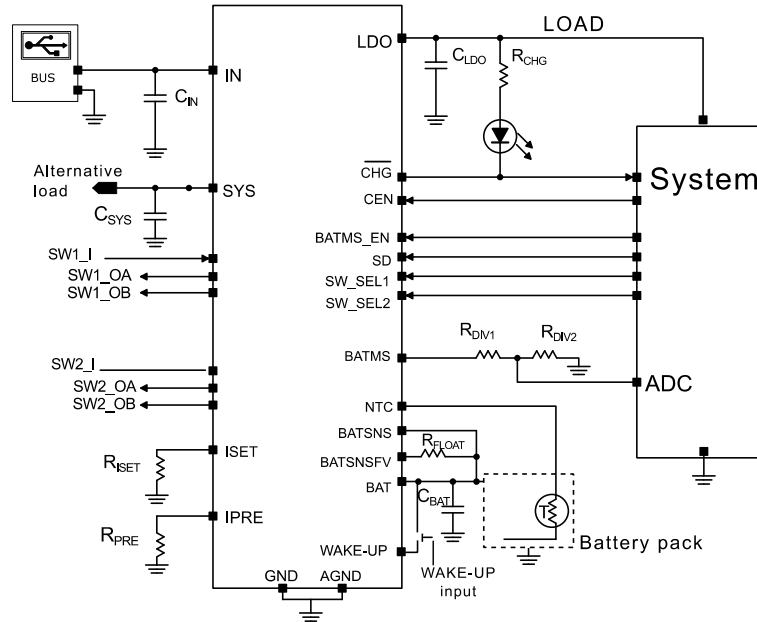 LDO
LOAD
C_LDO
R_CHG
BUS
IN
C_IN
Alternative
load
SYS
C_SYS
CHG
System
CEN
BATMS_EN
SD
SW_SEL1
SW_SEL2
SW1_I
SW1_OA
SW1_OB
R_DIV1
R_DIV2
BATMS
ADC
SW2_I
SW2_OA
SW2_OB
NTC
BATSNS
R_FLOAT
BATSNSFV
BAT
C_BAT
ISET
R_ISET
T
IPRE
R_PRE
Battery pack
WAKE-UP
WAKE-UP
input
GND
AGND